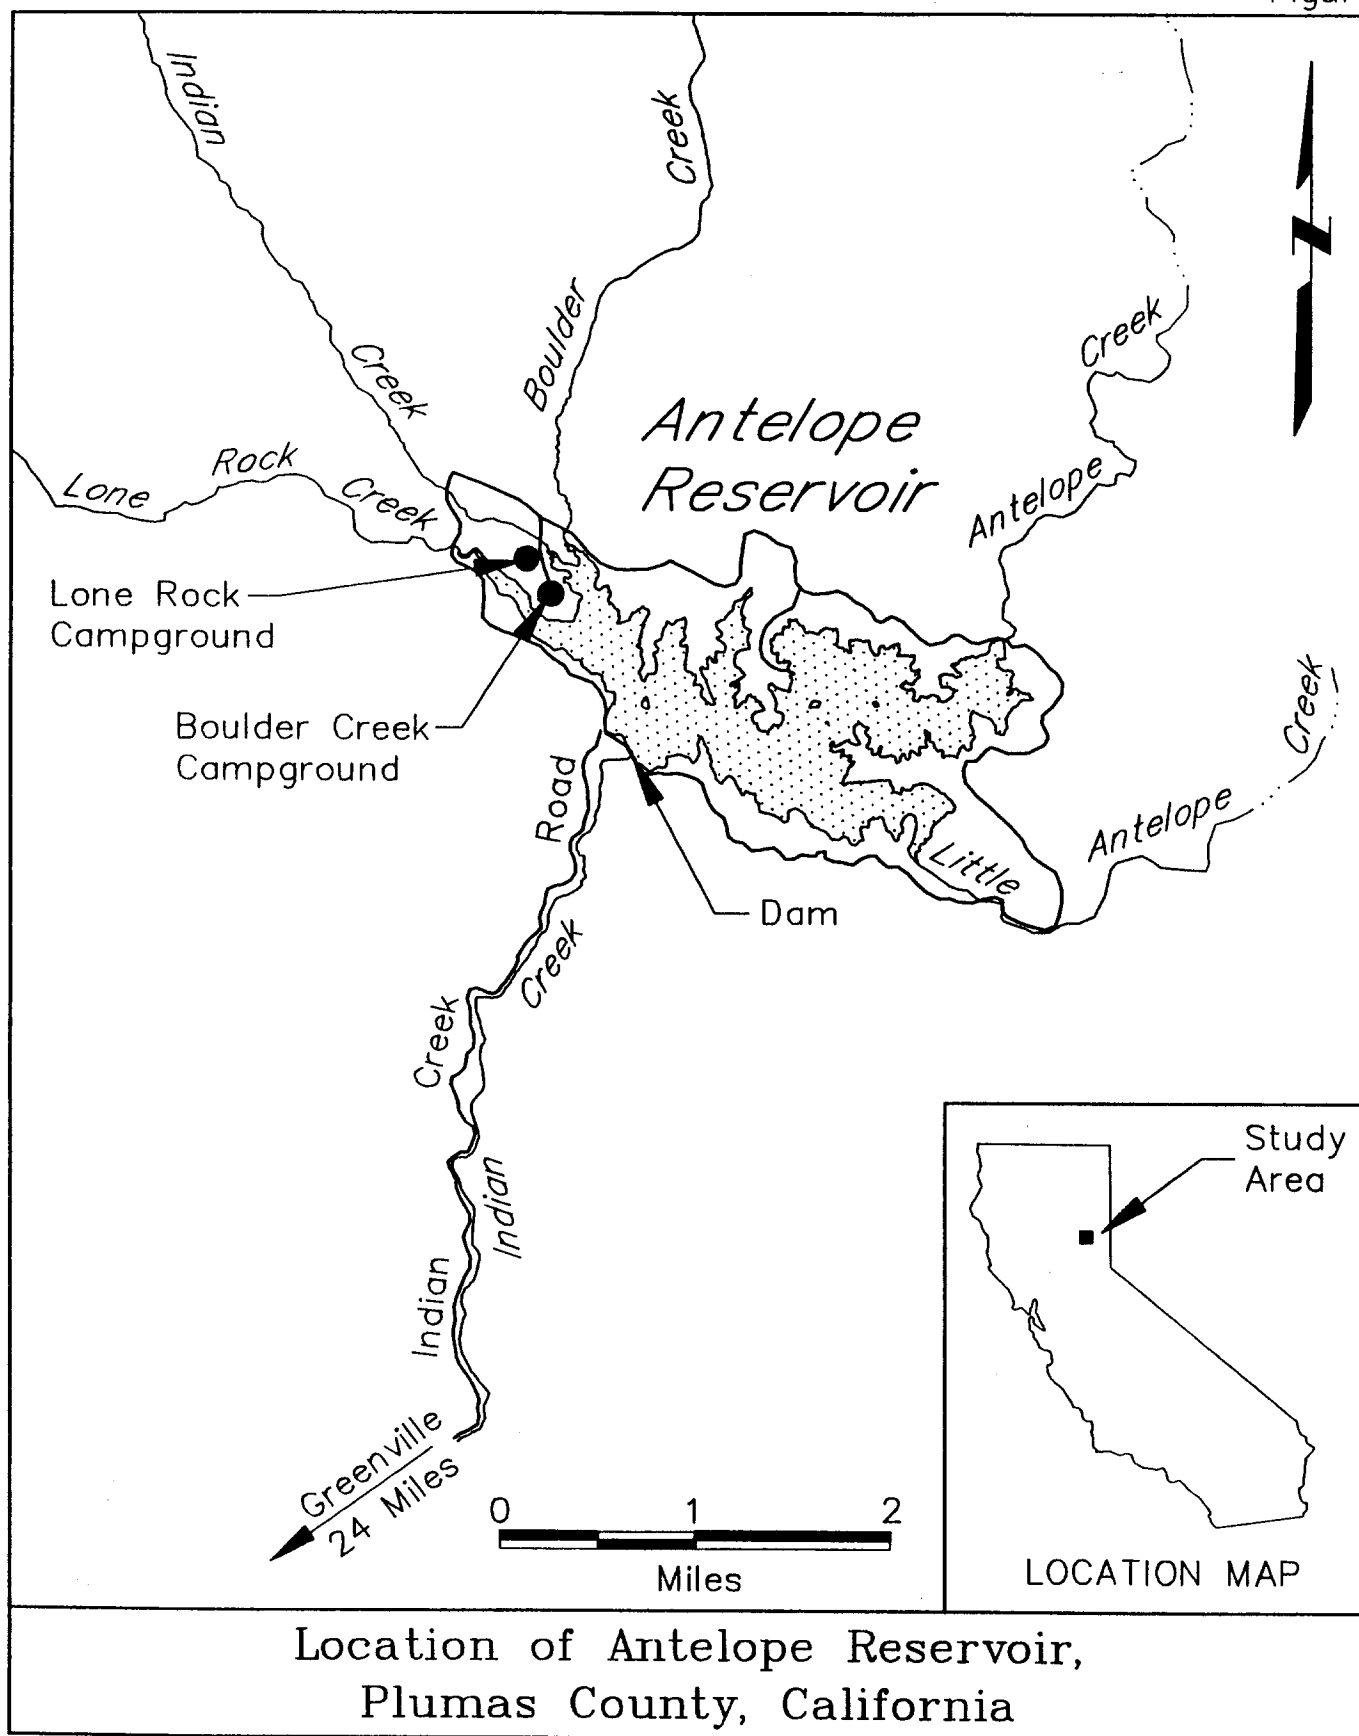 Indian
Creek
Boulder
Creek
Lone Rock Creek
Antelope
Reservoir
Antelope Creek
N
Lone Rock
Campground
Boulder Creek
Campground
Dam
Little Antelope Creek
Indian Creek Road
Indian Creek
Greenville
24 Miles
0 1 2
Miles
Study
Area
LOCATION MAP
Location of Antelope Reservoir,
Plumas County, California